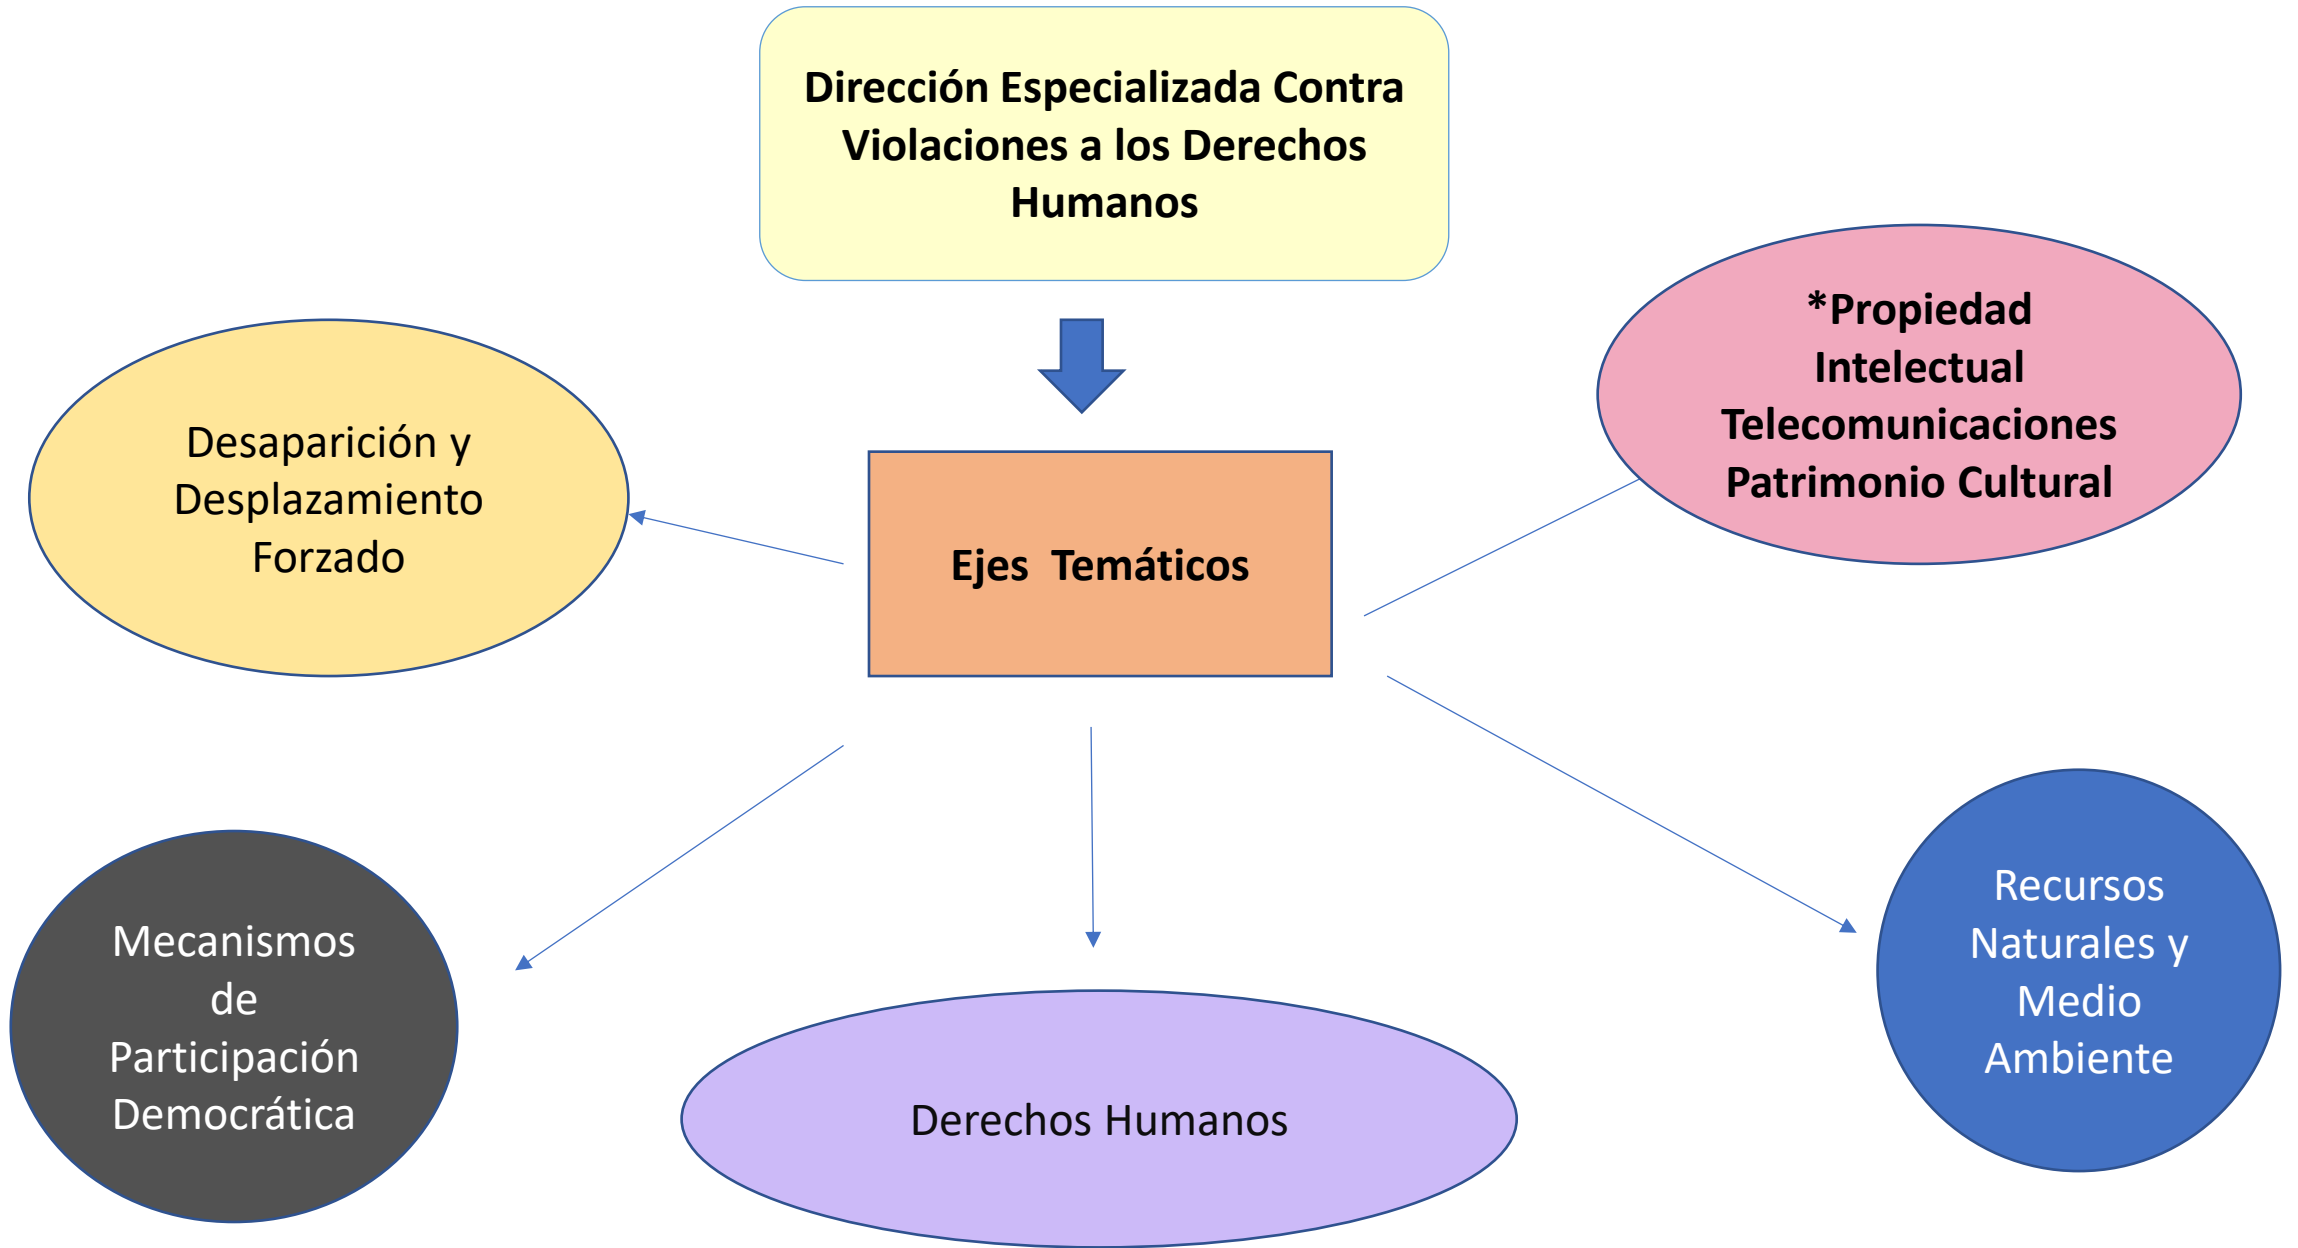 Dirección Especializada Contra
Violaciones a los Derechos
Humanos
*Propiedad
Intelectual
Telecomunicaciones
Patrimonio Cultural
Desaparición y
Desplazamiento
Forzado
Ejes  Temáticos
Mecanismos
de
Participación
Democrática
Derechos Humanos
Recursos
Naturales y
Medio
Ambiente